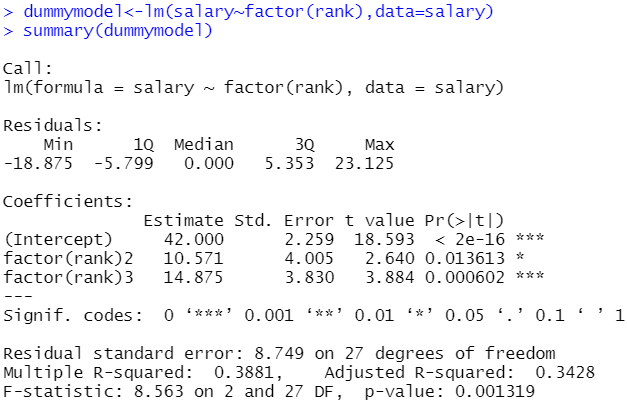 > dummymodel<-lm(salary~factor(rank),data=salary)
> summary(dummymodel)
Call:
lm(formula = salary ~ factor(rank), data = salary)
Residuals:
    Min      1Q  Median      3Q     Max
-18.875  -5.799   0.000   5.353  23.125
Coefficients:
              Estimate Std. Error t value Pr(>|t|)
(Intercept)     42.000      2.259  18.593  < 2e-16 ***
factor(rank)2   10.571      4.005   2.640 0.013613 *
factor(rank)3   14.875      3.830   3.884 0.000602 ***
---
Signif. codes:  0 ‘***’ 0.001 ‘**’ 0.01 ‘*’ 0.05 ‘.’ 0.1 ‘ ’ 1
Residual standard error: 8.749 on 27 degrees of freedom
Multiple R-squared:  0.3881,    Adjusted R-squared:  0.3428
F-statistic: 8.563 on 2 and 27 DF,  p-value: 0.001319